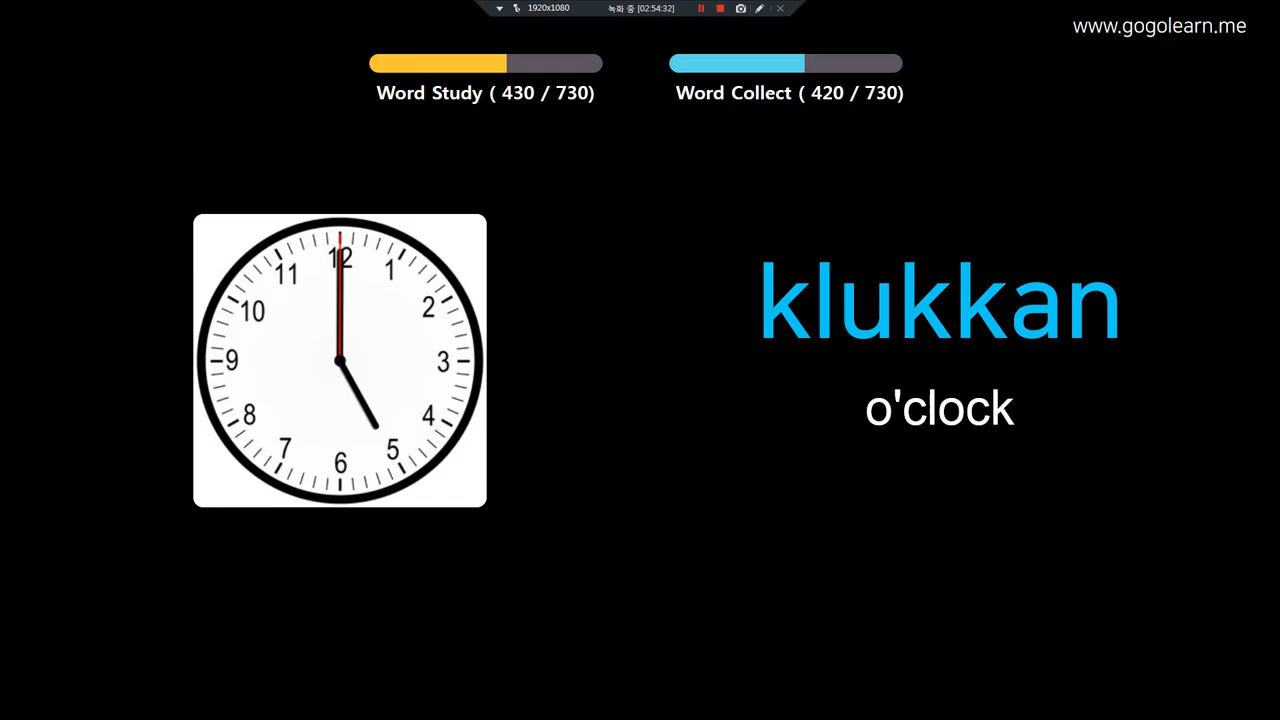 1920x1080 녹화 중 [02:54:32]
www.gogolearn.me
Word Study ( 430 / 730)
Word Collect ( 420 / 730)
12
11 1
10 2
9 3
8 4
7 5
6
klukkan
o'clock